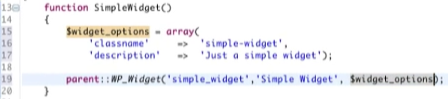 13 function SimpleWidget()
14 {
15 $widget_options = array(
16 'classname' => 'simple-widget',
17 'description' => 'Just a simple widget');
18
19 parent::WP_Widget('simple_widget','Simple Widget', $widget_options);
20 }